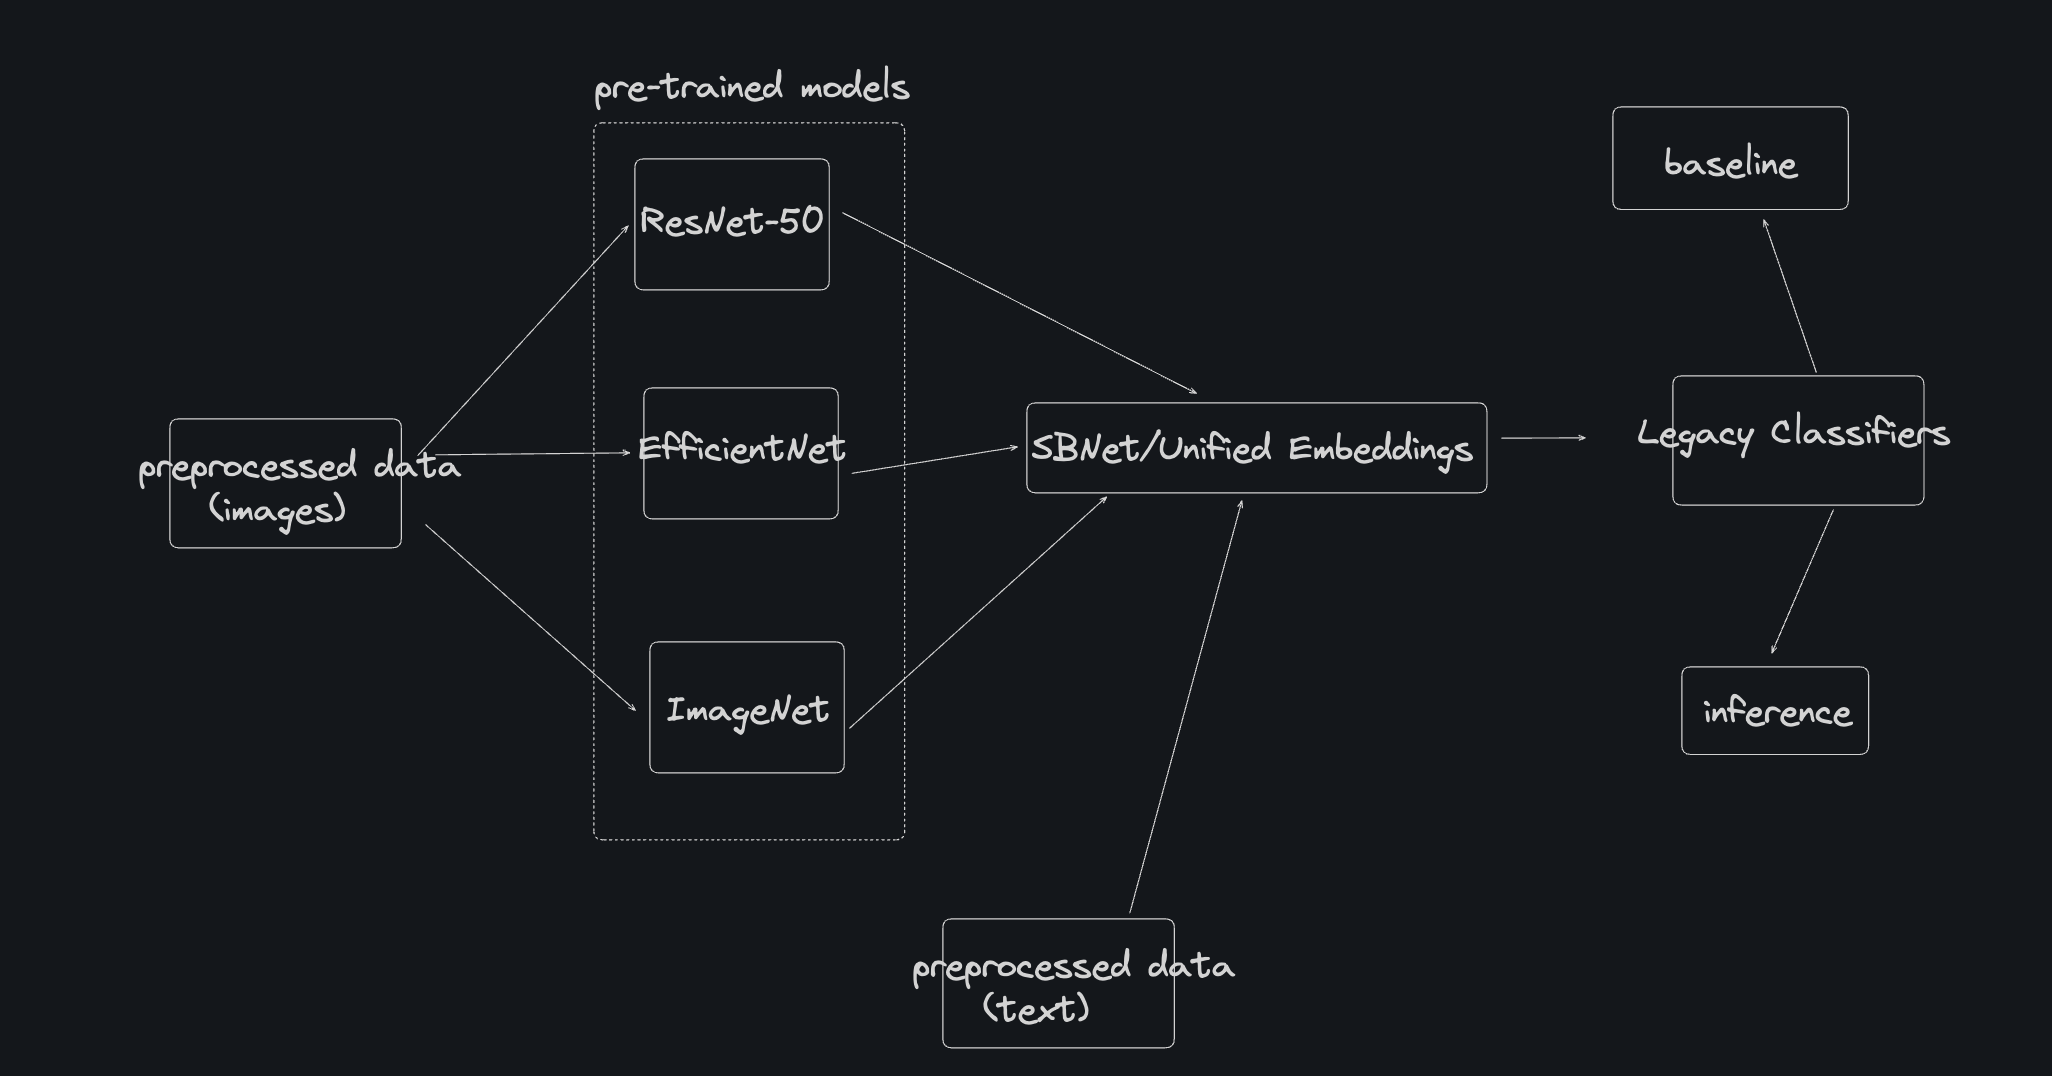 pre-trained models
ResNet-50
EfficientNet
ImageNet
preprocessed data
(images)
SBNet/Unified Embeddings
preprocessed data
(text)
baseline
Legacy Classifiers
inference